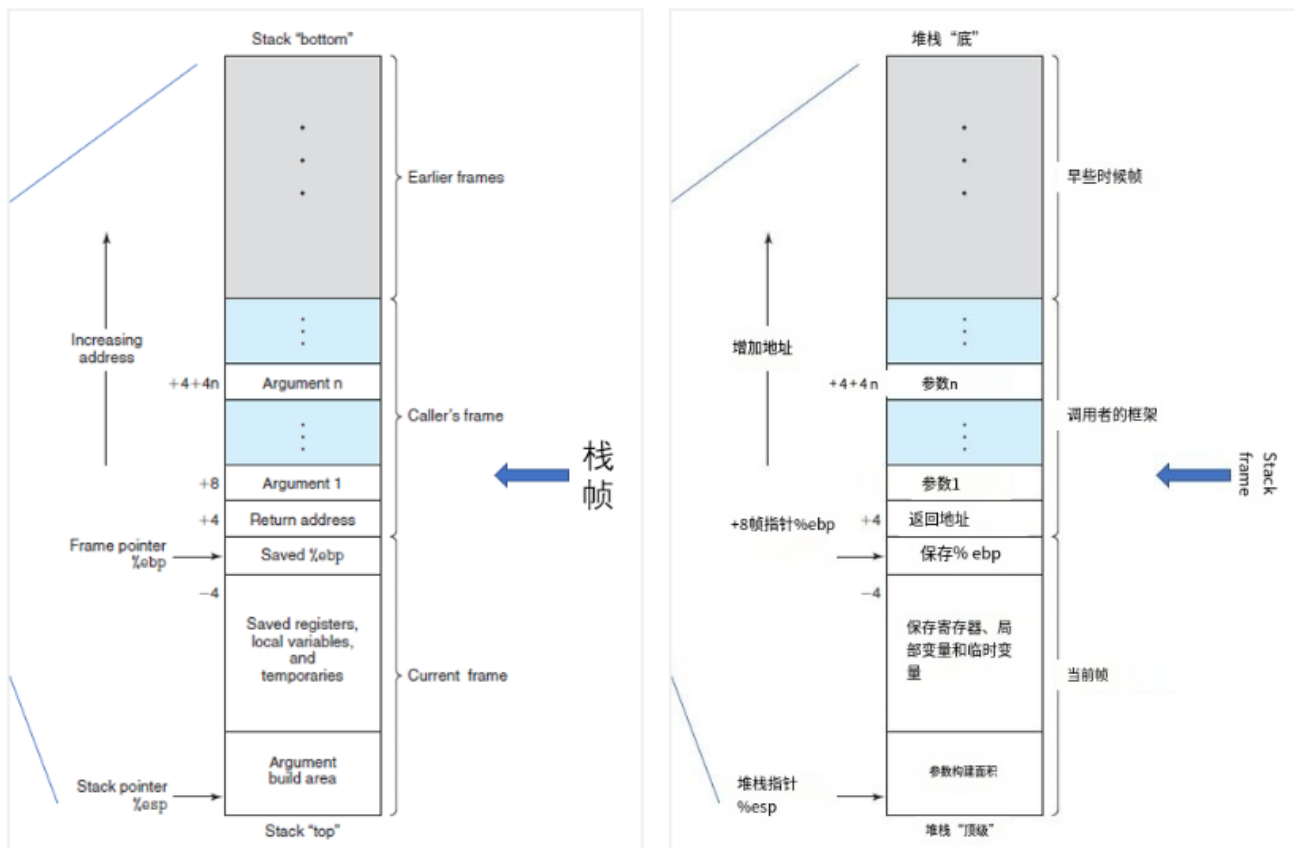 Stack “bottom”
Earlier frames
Increasing
address
+4+4n
Argument n
Caller's frame
栈
帧
+8
Argument 1
+4
Return address
Frame pointer
%ebp
Saved %ebp
−4
Saved registers,
local variables,
and
temporaries
Current frame
Argument
build area
Stack pointer
%esp
Stack “top”
堆栈“底”
早些时候帧
增加地址
+4+4n
参数n
调用者的框架
Stack
frame
参数1
+8帧指针%ebp
+4
返回地址
保存% ebp
−4
保存寄存器、局
部变量和临时变
量
当前帧
参数构建面积
堆栈指针
%esp
堆栈“顶级”